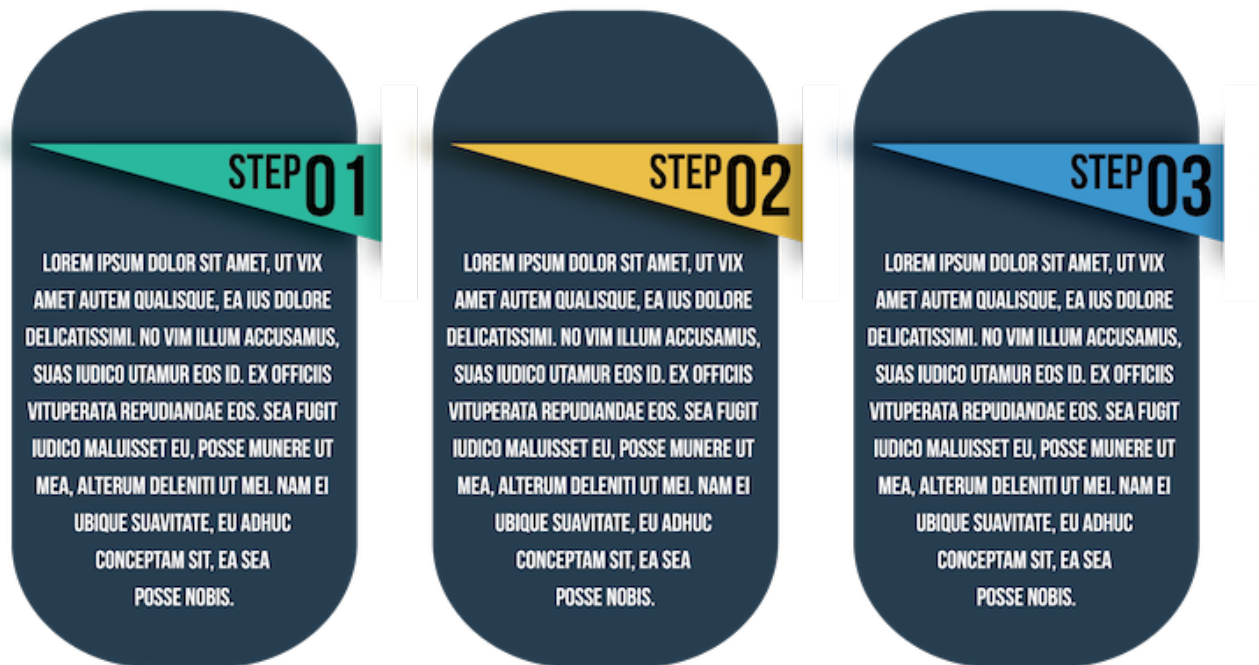 STEP 01
LOREM IPSUM DOLOR SIT AMET, UT VIX
AMET AUTEM QUALISQUE, EA IUS DOLORE
DELICATISSIMI. NO VIM ILLUM ACCUSAMUS,
SUAS IUDICO UTAMUR EOS ID. EX OFFICIIS
VITUPERATA REPUDIANDAE EOS. SEA FUGIT
IUDICO MALUISSET EU, POSSE MUNERE UT
MEA, ALTERUM DELENITI UT MEI. NAM EI
UBIQUE SUAVITATE, EU ADHUC
CONCEPTAM SIT, EA SEA
POSSE NOBIS.
STEP 02
LOREM IPSUM DOLOR SIT AMET, UT VIX
AMET AUTEM QUALISQUE, EA IUS DOLORE
DELICATISSIMI. NO VIM ILLUM ACCUSAMUS,
SUAS IUDICO UTAMUR EOS ID. EX OFFICIIS
VITUPERATA REPUDIANDAE EOS. SEA FUGIT
IUDICO MALUISSET EU, POSSE MUNERE UT
MEA, ALTERUM DELENITI UT MEI. NAM EI
UBIQUE SUAVITATE, EU ADHUC
CONCEPTAM SIT, EA SEA
POSSE NOBIS.
STEP 03
LOREM IPSUM DOLOR SIT AMET, UT VIX
AMET AUTEM QUALISQUE, EA IUS DOLORE
DELICATISSIMI. NO VIM ILLUM ACCUSAMUS,
SUAS IUDICO UTAMUR EOS ID. EX OFFICIIS
VITUPERATA REPUDIANDAE EOS. SEA FUGIT
IUDICO MALUISSET EU, POSSE MUNERE UT
MEA, ALTERUM DELENITI UT MEI. NAM EI
UBIQUE SUAVITATE, EU ADHUC
CONCEPTAM SIT, EA SEA
POSSE NOBIS.